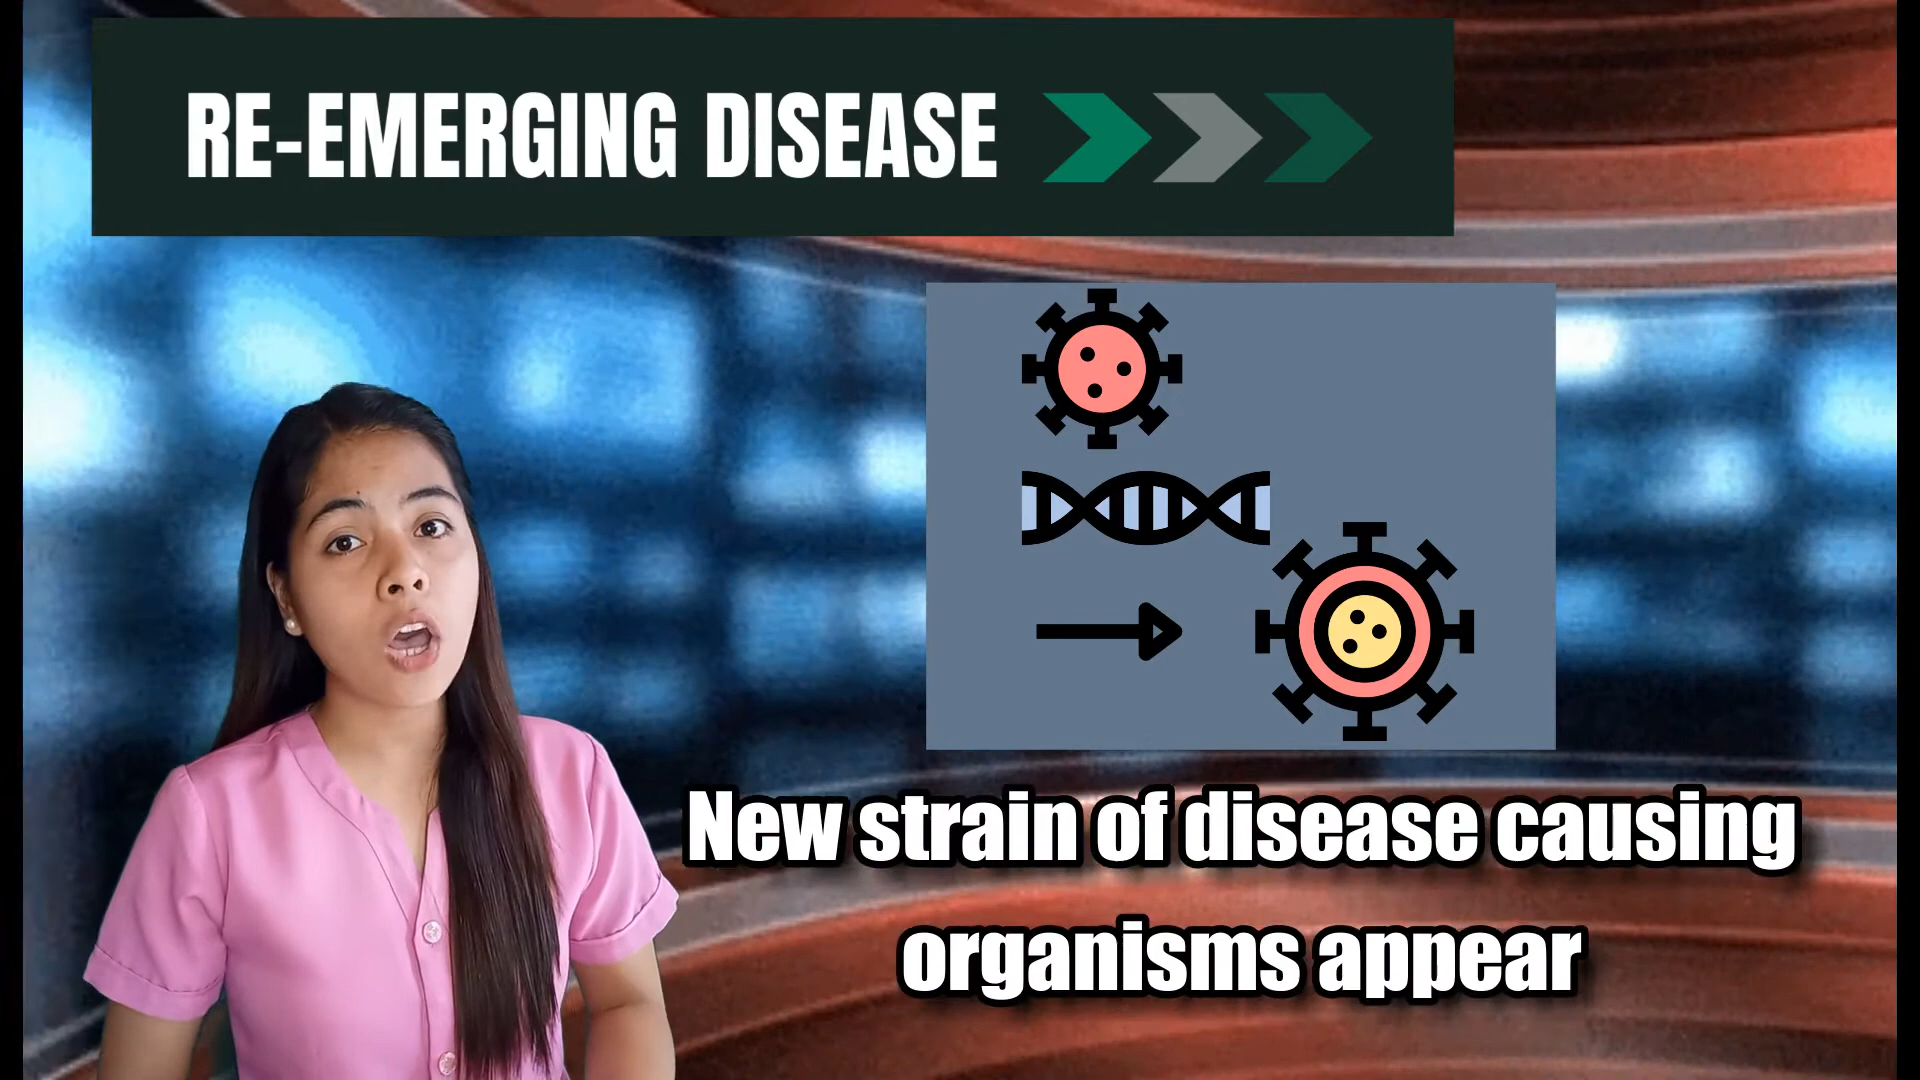 RE-EMERGING DISEASE
New strain of disease causing
organisms appear